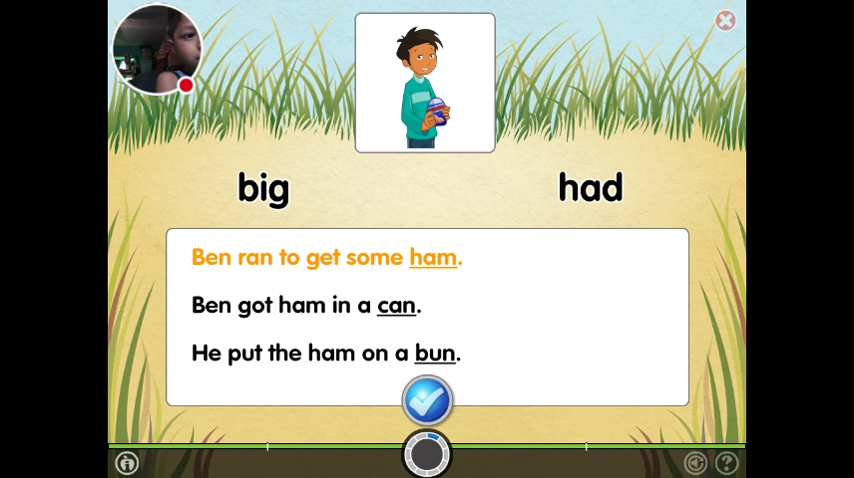 big had
Ben ran to get some ham.
Ben got ham in a can.
He put the ham on a bun.
?